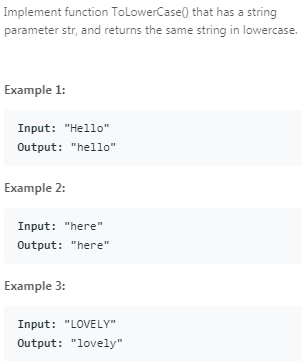 Implement function ToLowerCase() that has a string
parameter str, and returns the same string in lowercase.
Example 1:
Input: "Hello"
Output: "hello"
Example 2:
Input: "here"
Output: "here"
Example 3:
Input: "LOVELY"
Output: "lovely"